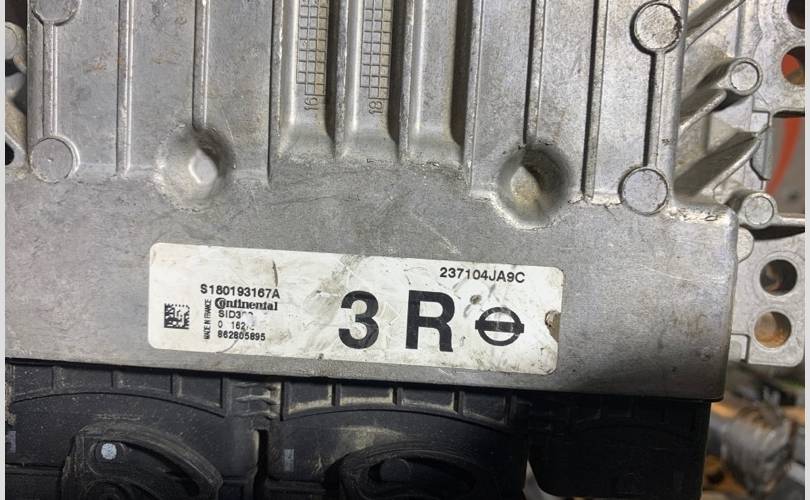 16
18
237104JA9C
S180193167A
Continental
MADE IN FRANCE
862805895
3 R